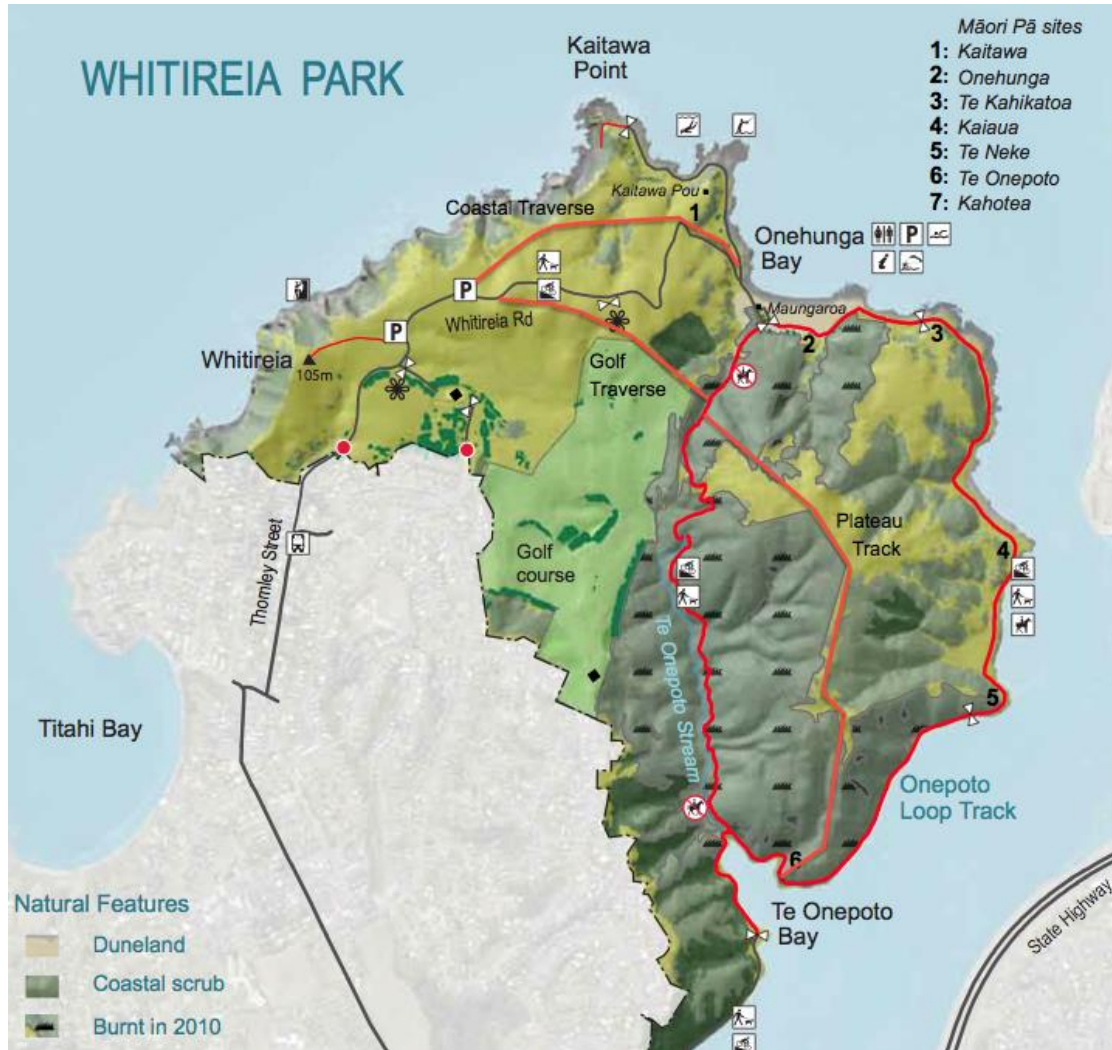 WHITIREIA PARK
Kaitawa
Point
Māori Pā sites
1: Kaitawa
2: Onehunga
3: Te Kahikatoa
4: Kaiaua
5: Te Neke
6: Te Onepoto
7: Kahotea
Kaitawa Pou
Coastal Traverse
1
Onehunga
Bay
P
i
P
Maungaroa
Whitireia Rd
2
3
P
Whitireia
105m
Golf
Traverse
Plateau
Track
4
Thornley Street
Golf
course
Te Onepoto Stream
5
Titahi Bay
Onepoto
Loop Track
6
Te Onepoto
Bay
State Highway
Natural Features
Duneland
Coastal scrub
Burnt in 2010